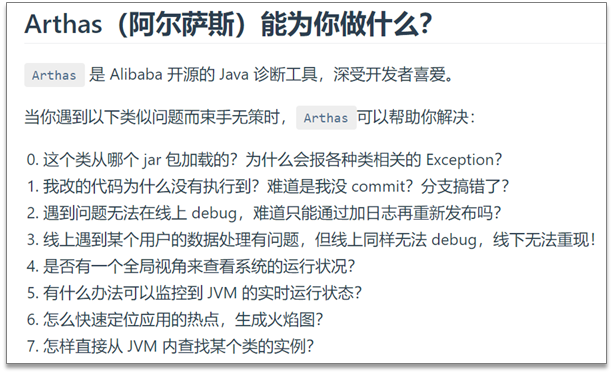 Arthas（阿尔萨斯）能为你做什么？
Arthas 是 Alibaba 开源的 Java 诊断工具，深受开发者喜爱。
当你遇到以下类似问题而束手无策时，Arthas可以帮助你解决：
0. 这个类从哪个 jar 包加载的？为什么会报各种类相关的 Exception？
1. 我改的代码为什么没有执行到？难道是我没 commit？分支搞错了？
2. 遇到问题无法在线上 debug，难道只能通过加日志再重新发布吗？
3. 线上遇到某个用户的数据处理有问题，但线上同样无法 debug，线下无法重现！
4. 是否有一个全局视角来查看系统的运行状况？
5. 有什么办法可以监控到 JVM 的实时运行状态？
6. 怎么快速定位应用的热点，生成火焰图？
7. 怎样直接从 JVM 内查找某个类的实例？